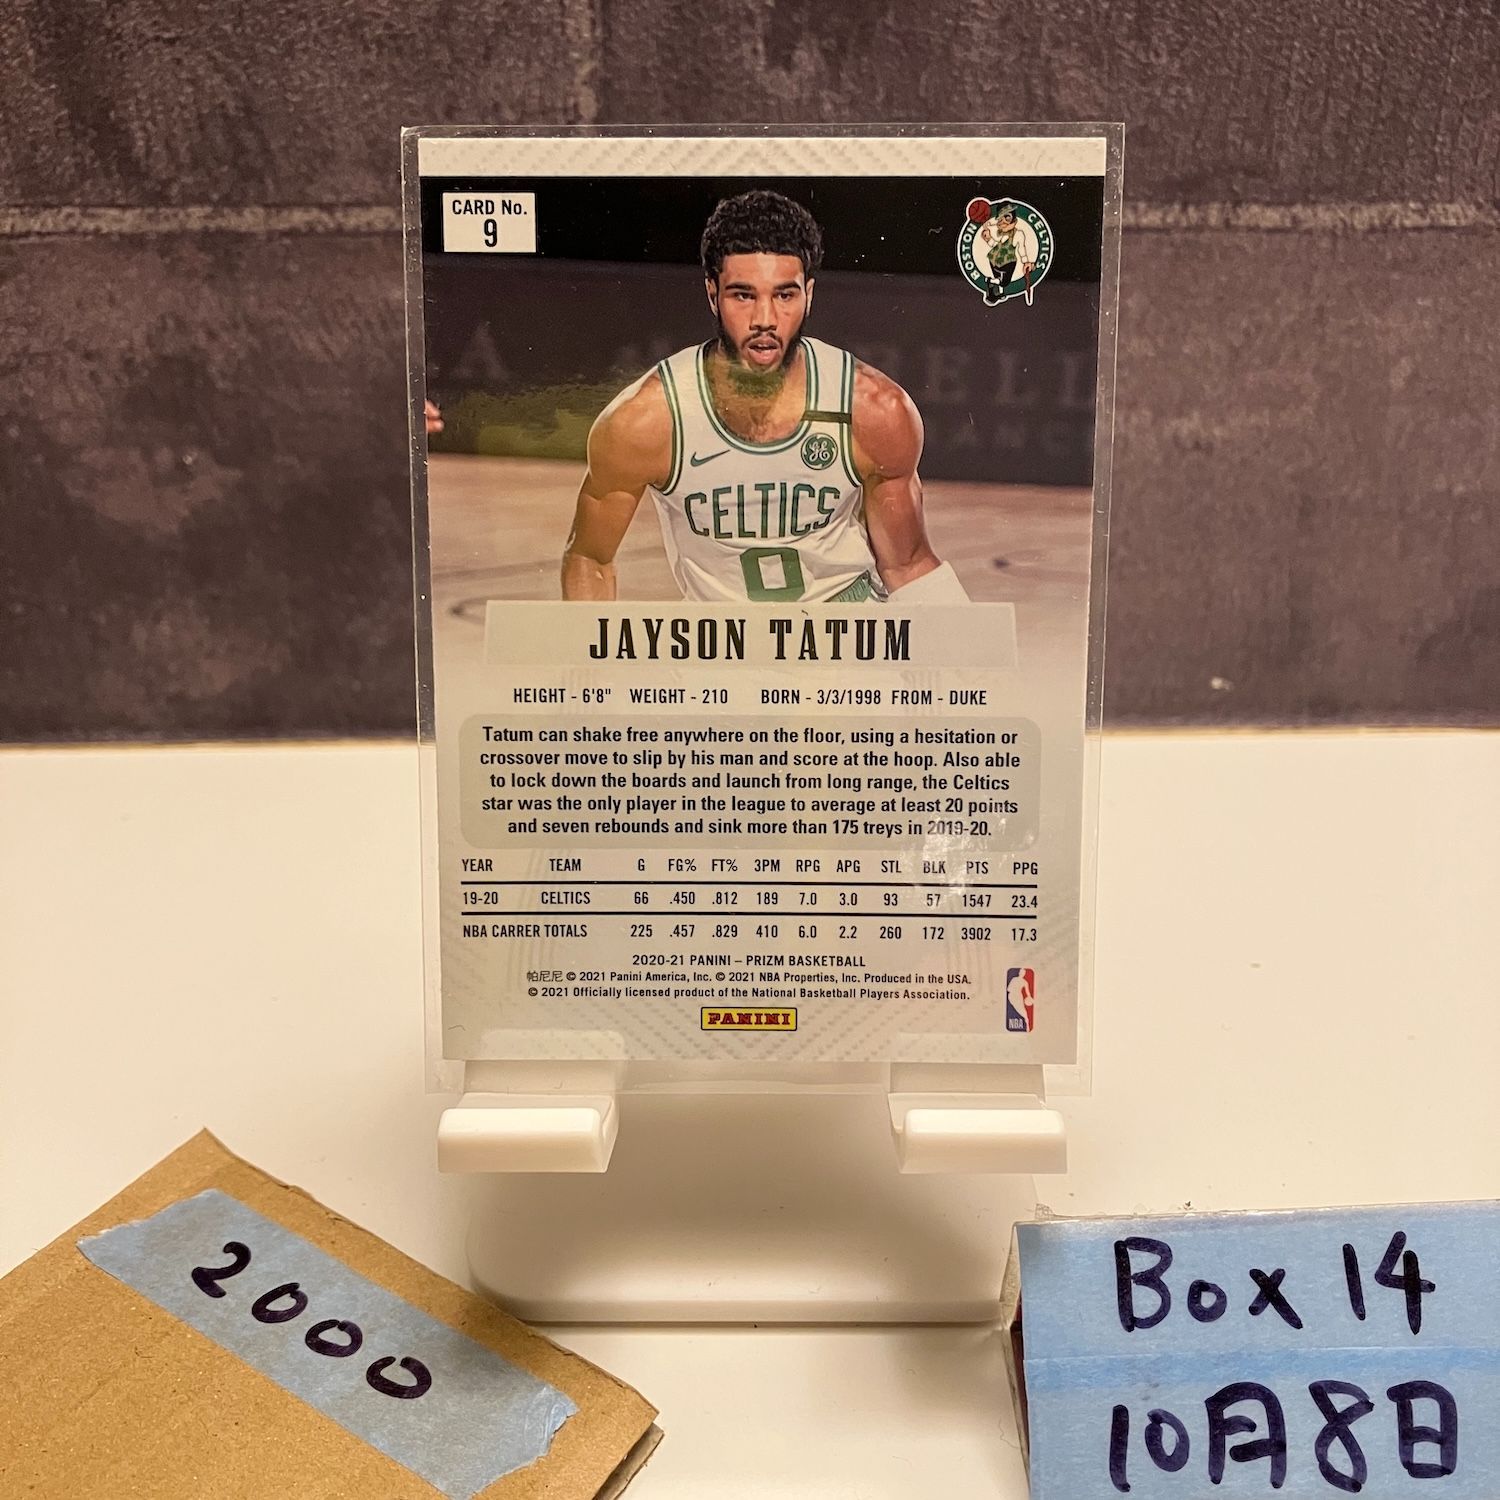 CARD No.
9
BOSTON CELTICS
CELTICS
0
JAYSON TATUM
HEIGHT - 6'8" WEIGHT - 210 BORN - 3/3/1998 FROM - DUKE
Tatum can shake free anywhere on the floor, using a hesitation or
crossover move to slip by his man and score at the hoop. Also able
to lock down the boards and launch from long range, the Celtics
star was the only player in the league to average at least 20 points
and seven rebounds and sink more than 175 treys in 2019-20.
YEAR TEAM G FG% FT% 3PM RPG APG STL BLK PTS PPG
19-20 CELTICS 66 .450 .812 189 7.0 3.0 93 57 1547 23.4
NBA CARRER TOTALS 225 .457 .829 410 6.0 2.2 260 172 3902 17.3
2020-21 PANINI – PRIZM BASKETBALL
帕尼尼 © 2021 Panini America, Inc. © 2021 NBA Properties, Inc. Produced in the USA.
© 2021 Officially licensed product of the National Basketball Players Association.
NBA
PANINI
2000
Box 14
10月8日